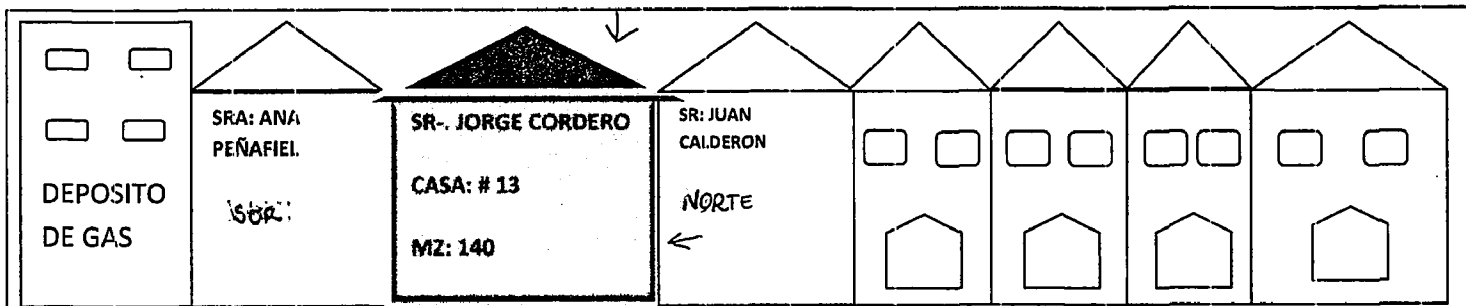 DEPOSITO
DE GAS
SRA: ANA
PEÑAFIEL
SUR
SR-. JORGE CORDERO
CASA: # 13
MZ: 140
SR: JUAN
CALDERON
NORTE